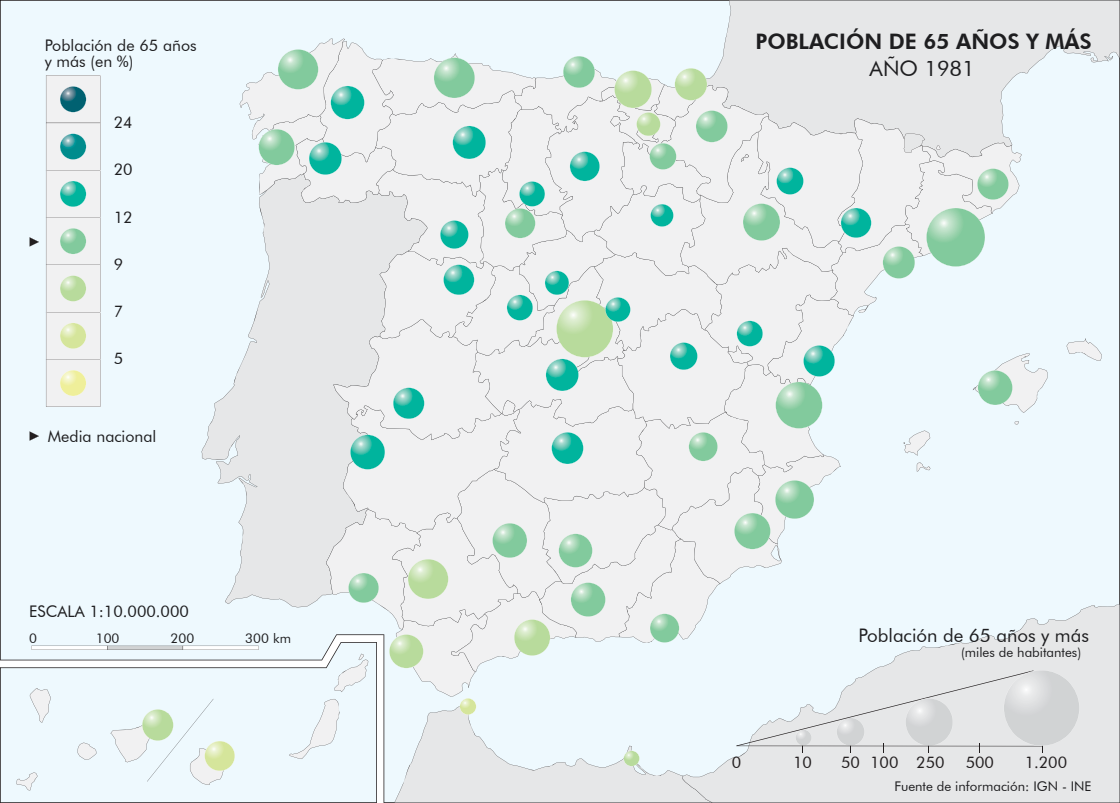 POBLACIÓN DE 65 AÑOS Y MÁS
AÑO 1981
Población de 65 años
y más (en %)
24
20
12
9
7
5
Media nacional
ESCALA 1:10.000.000
0 100 200 300 km
Población de 65 años y más
(miles de habitantes)
0 10 50 100 250 500 1.200
Fuente de información: IGN - INE